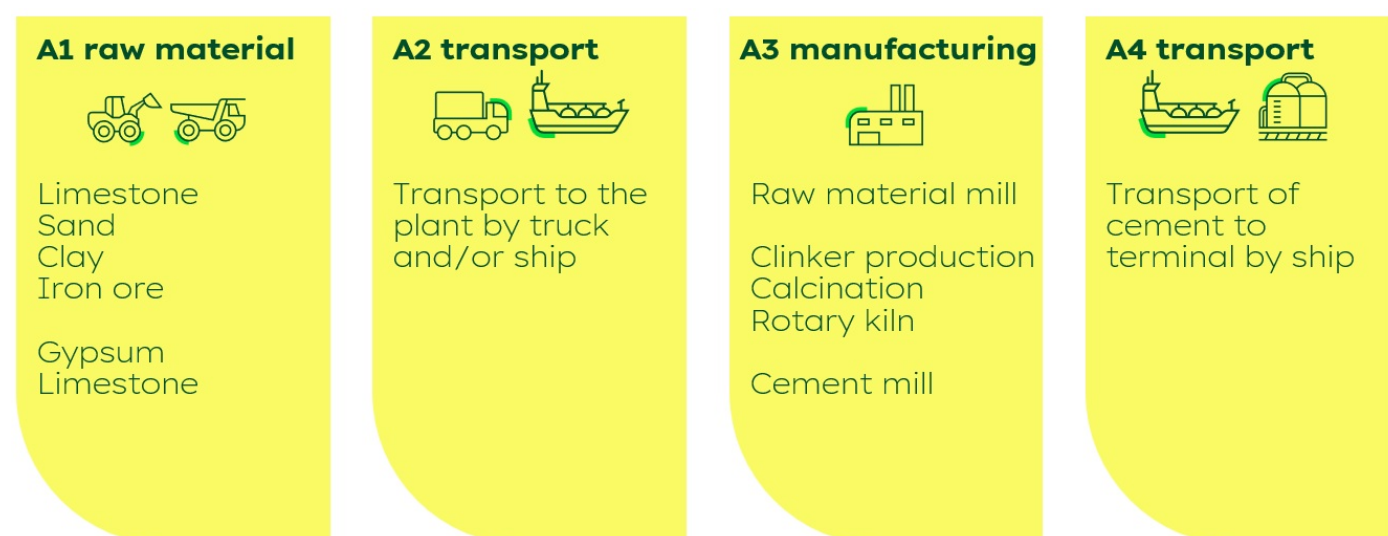 A1 raw material
Limestone
Sand
Clay
Iron ore
Gypsum
Limestone
A2 transport
Transport to the
plant by truck
and/or ship
A3 manufacturing
Raw material mill
Clinker production
Calcination
Rotary kiln
Cement mill
A4 transport
Transport of
cement to
terminal by ship